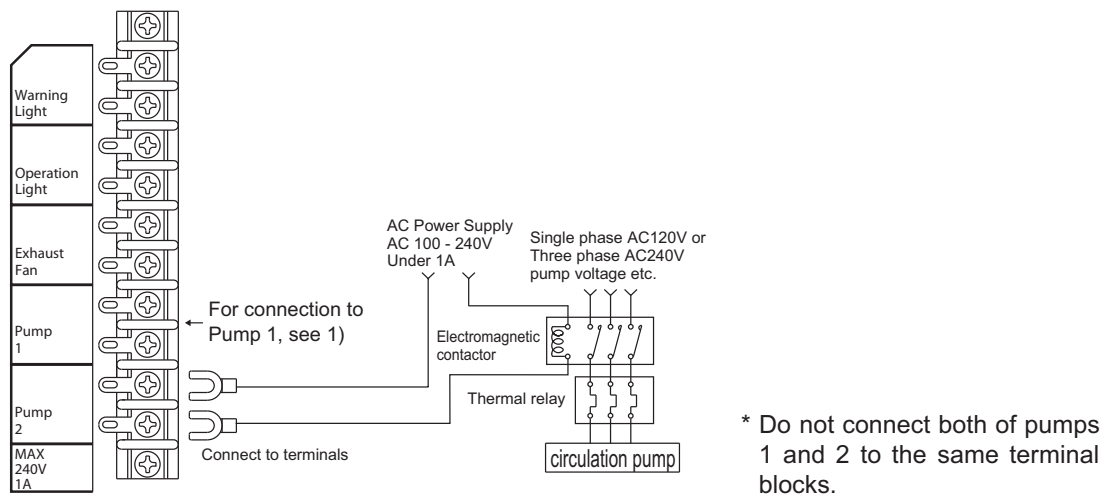 Warning
Light
Operation
Light
Exhaust
Fan
Pump
1
Pump
2
MAX
240V
1A
For connection to
Pump 1, see 1)
Connect to terminals
AC Power Supply
AC 100 - 240V
Under 1A
Single phase AC120V or
Three phase AC240V
pump voltage etc.
Electromagnetic
contactor
Thermal relay
circulation pump
* Do not connect both of pumps
1 and 2 to the same terminal
blocks.